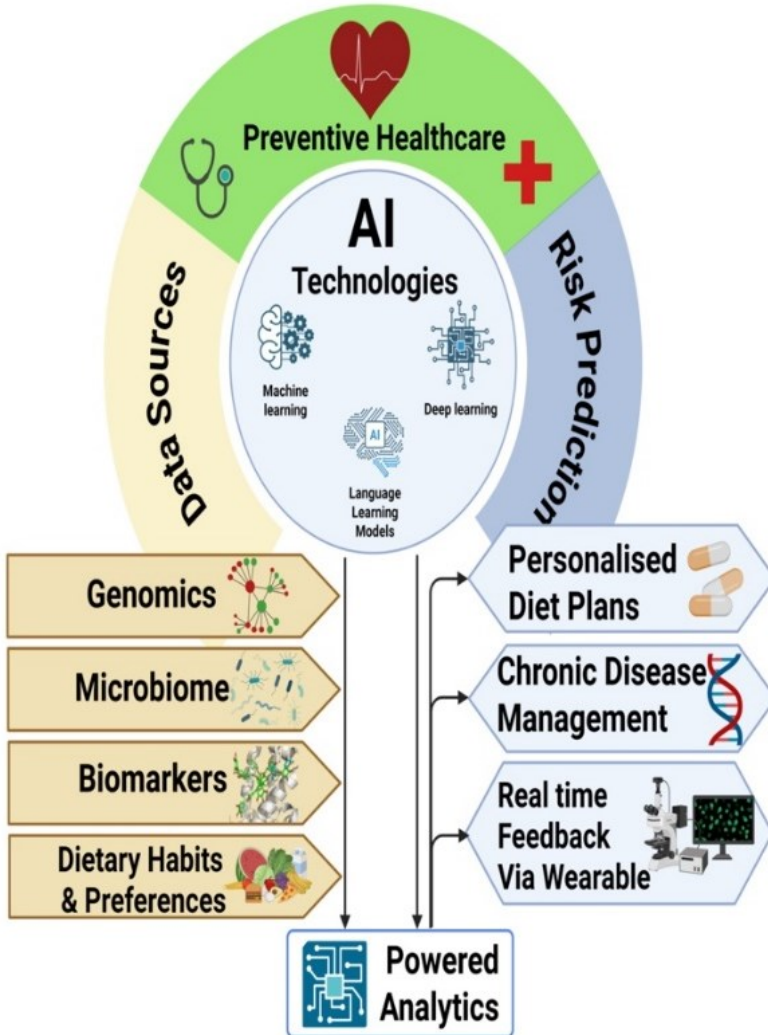 Preventive Healthcare
Data Sources
Risk Prediction
AI
Technologies
Machine
learning
Deep learning
AI
Language
Learning
Models
Genomics
Microbiome
Biomarkers
Dietary Habits
& Preferences
Personalised
Diet Plans
Chronic Disease
Management
Real time
Feedback
Via Wearable
Powered
Analytics